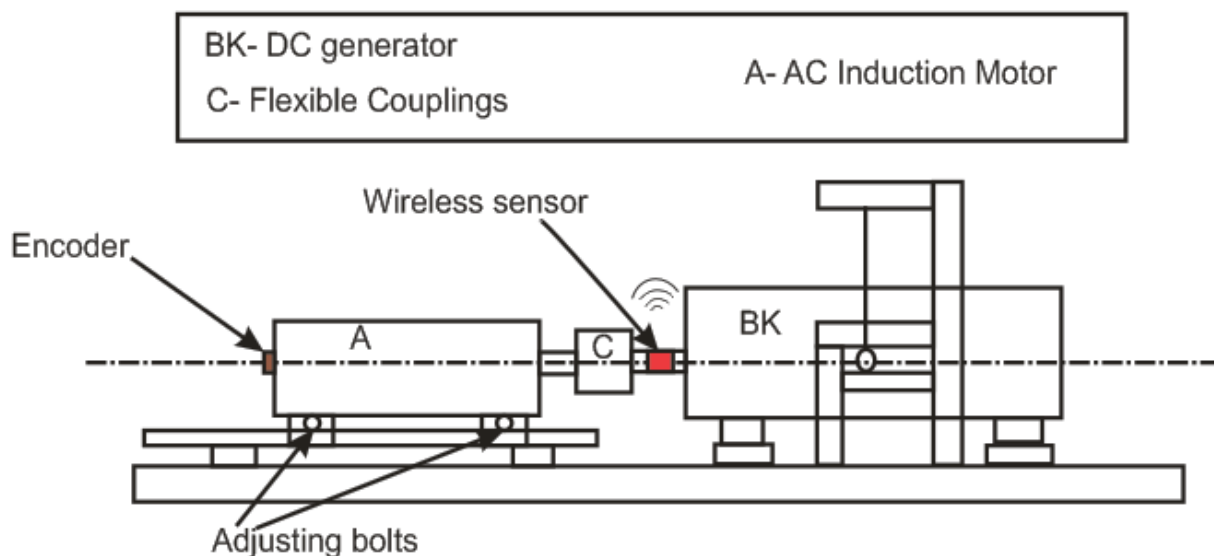 BK- DC generator
A- AC Induction Motor
C- Flexible Couplings
Wireless sensor
Encoder
A
C
BK
Adjusting bolts